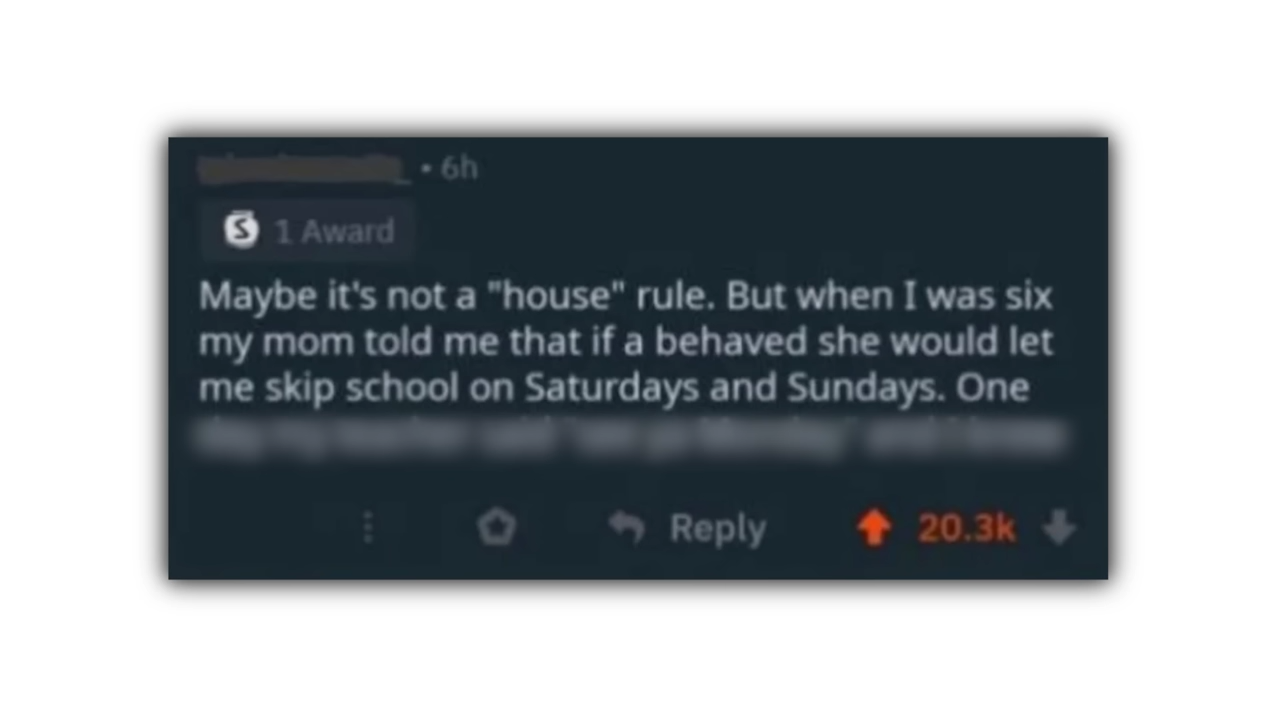 • 6h
1 Award
Maybe it's not a "house" rule. But when I was six
my mom told me that if a behaved she would let
me skip school on Saturdays and Sundays. One
Reply 20.3k